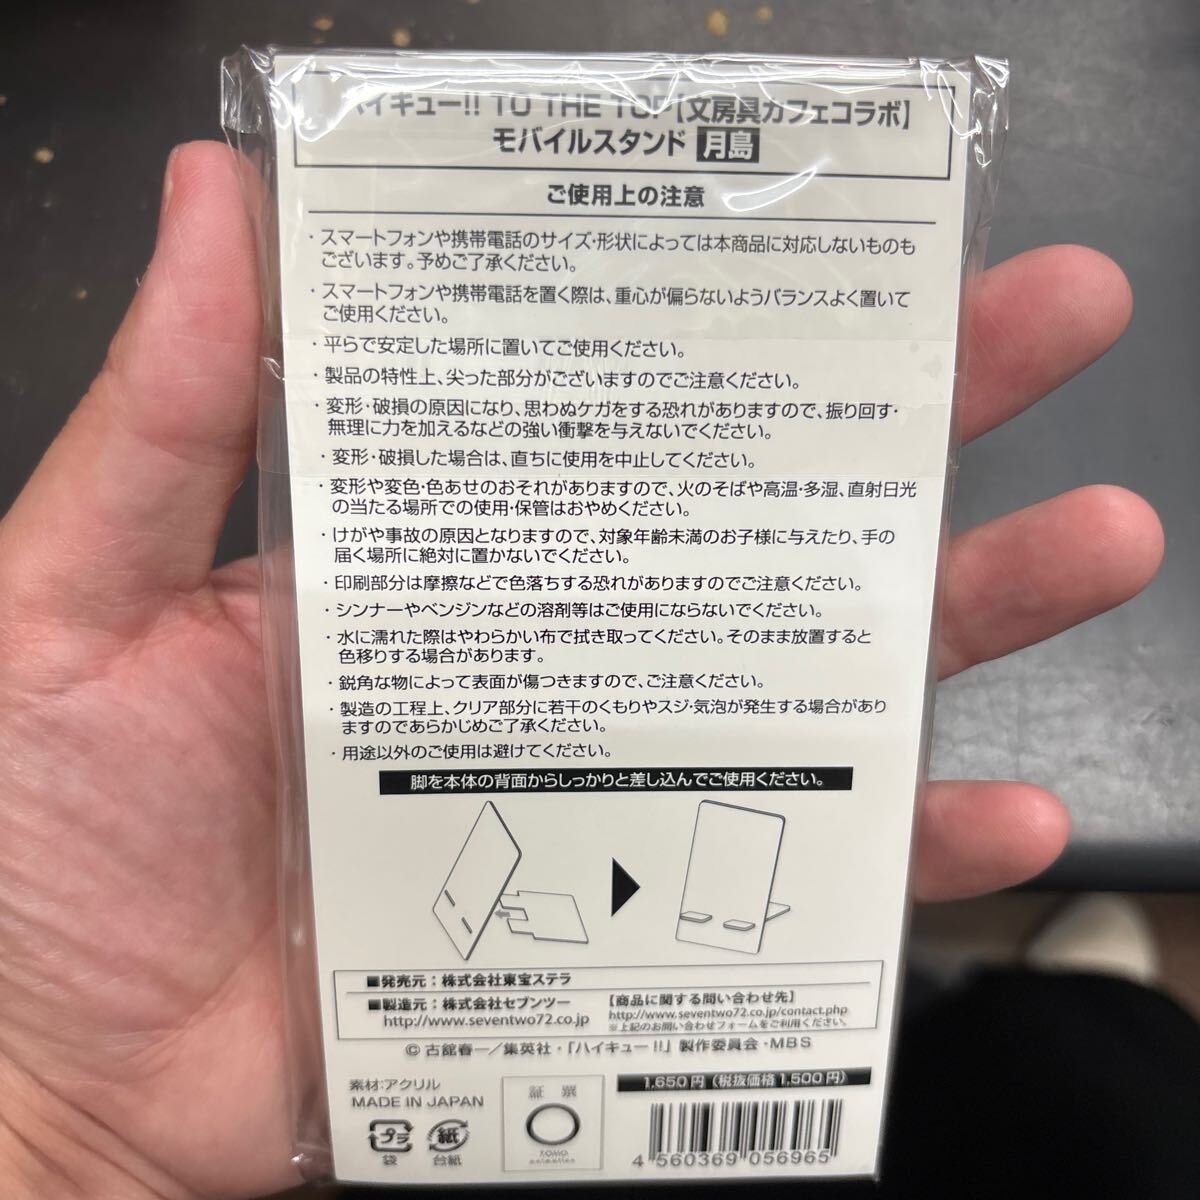 ハイキュー!! TO THE TOP【文房具カフェコラボ】
モバイルスタンド 月島
ご使用上の注意
・スマートフォンや携帯電話のサイズ・形状によっては本商品に対応しないものも
ございます。予めご了承ください。
・スマートフォンや携帯電話を置く際は、重心が偏らないようバランスよく置いて
ご使用ください。
・平らで安定した場所に置いてご使用ください。
・製品の特性上、尖った部分がございますのでご注意ください。
・変形・破損の原因になり、思わぬケガをする恐れがありますので、振り回す・
無理に力を加えるなどの強い衝撃を与えないでください。
・変形・破損した場合は、直ちに使用を中止してください。
・変形や変色・色あせのおそれがありますので、火のそばや高温・多湿、直射日光
の当たる場所での使用・保管はおやめください。
・けがや事故の原因となりますので、対象年齢未満のお子様に与えたり、手の
届く場所に絶対に置かないでください。
・印刷部分は摩擦などで色落ちする恐れがありますのでご注意ください。
・シンナーやベンジンなどの溶剤等はご使用にならないでください。
・水に濡れた際はやわらかい布で拭き取ってください。そのまま放置すると
色移りする場合があります。
・鋭角な物によって表面が傷つきますので、ご注意ください。
・製造の工程上、クリア部分に若干のくもりやスジ・気泡が発生する場合があり
ますのであらかじめご了承ください。
・用途以外のご使用は避けてください。
脚を本体の背面からしっかりと差し込んでご使用ください。
■発売元：株式会社東宝ステラ
■製造元：株式会社セブンツー
http://www.seventwo72.co.jp
【商品に関する問い合わせ先】
http://www.seventwo72.co.jp/contact.php
※上記のお問い合わせフォームをご利用ください。
©古舘春一／集英社・「ハイキュー!!」製作委員会・MBS
素材:アクリル
MADE IN JAPAN
プラ
袋
紙
台紙
証 票
TOHO
animation
1,650円（税抜価格1,500円）
4 560369 056965